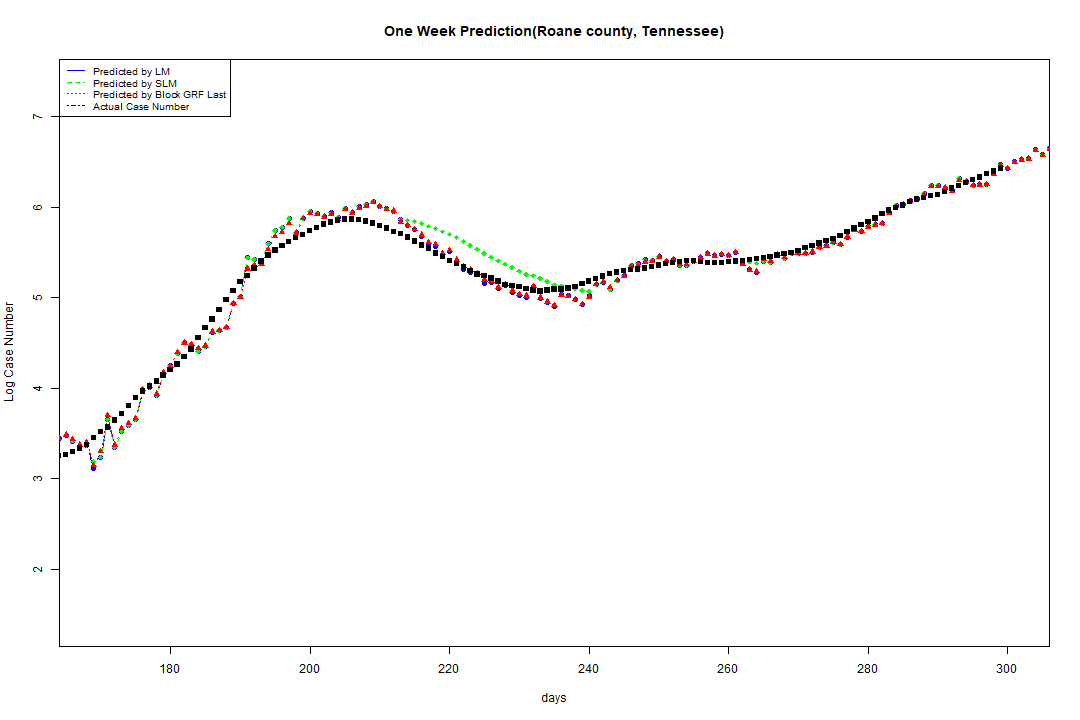 One Week Prediction(Roane county, Tennessee)
Predicted by LM
Predicted by SLM
Predicted by Block GRF Last
Actual Case Number
7
6
5
4
3
2
Log Case Number
180 200 220 240 260 280 300
days